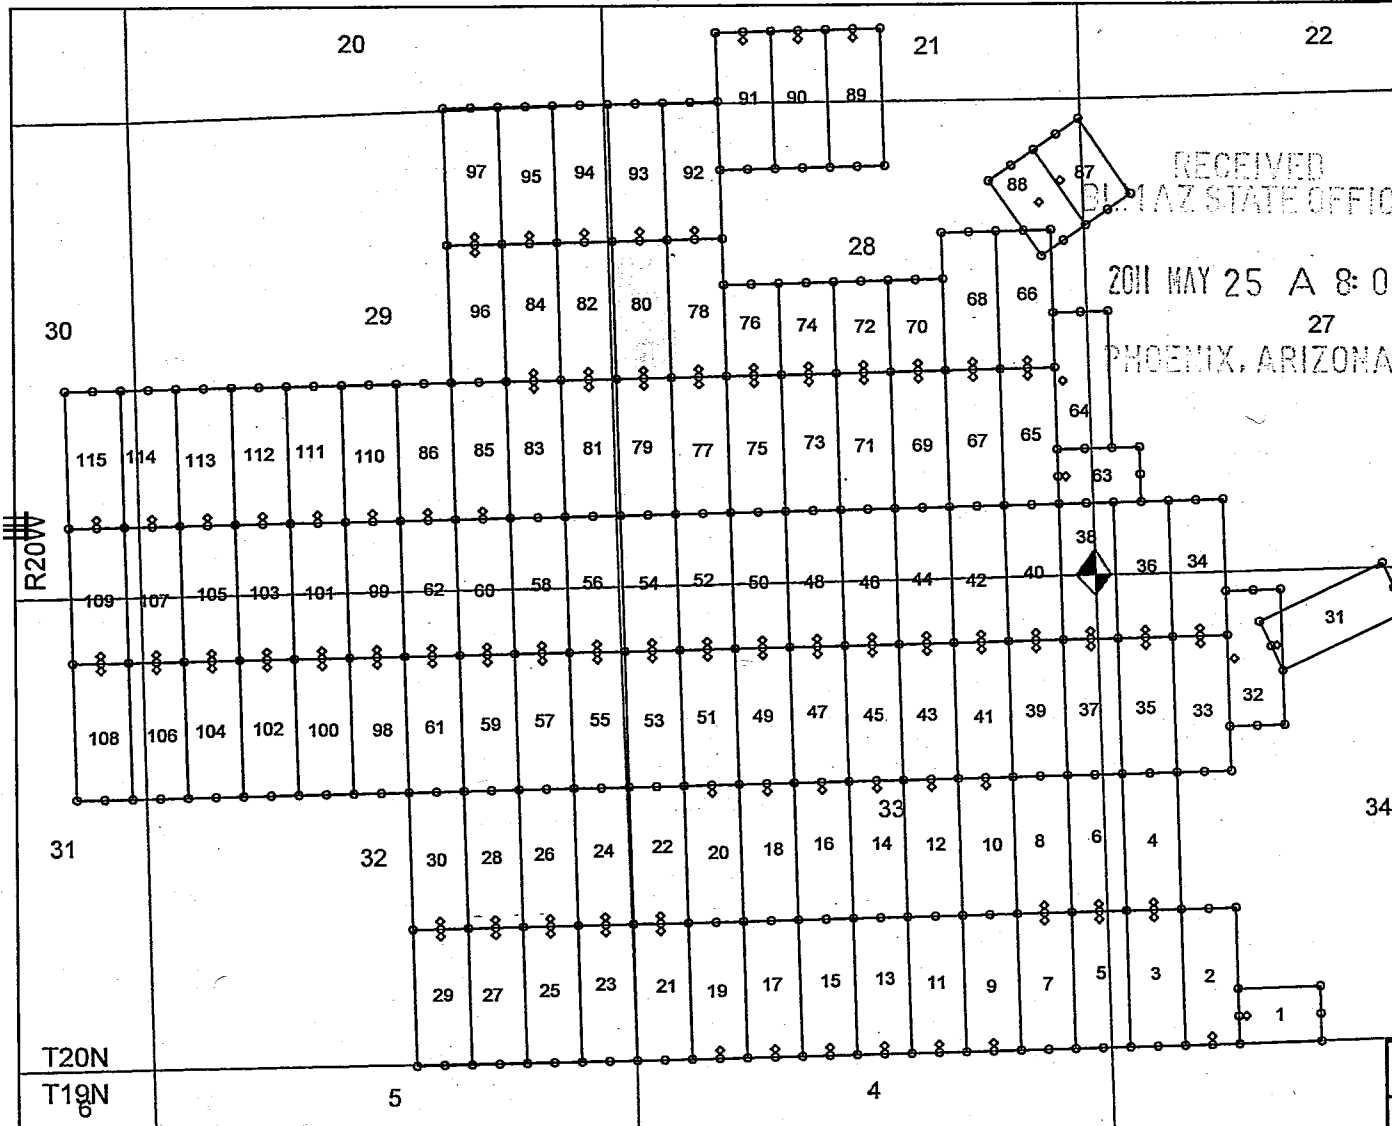 20 21 22
91 90 89
97 95 94 93 92
88 87
RECEIVED
BLM AZ STATE OFFIC
28
2011 MAY 25 A 8:0
30 29 96 84 82 80 78 76 74 72 70 68 66
27
PHOENIX, ARIZONA
64
115 114 113 112 111 110 86 85 83 81 79 77 75 73 71 69 67 65
63
R20W
38
109 107 105 103 101 99 62 60 58 56 54 52 50 48 46 44 42 40 36 34
31
32
108 106 104 102 100 98 61 59 57 55 53 51 49 47 45 43 41 39 37 35 33
33
34
31 32 30 28 26 24 22 20 18 16 14 12 10 8 6 4
29 27 25 23 21 19 17 15 13 11 9 7 5 3 2
1
T20N
T19N
6 5 4